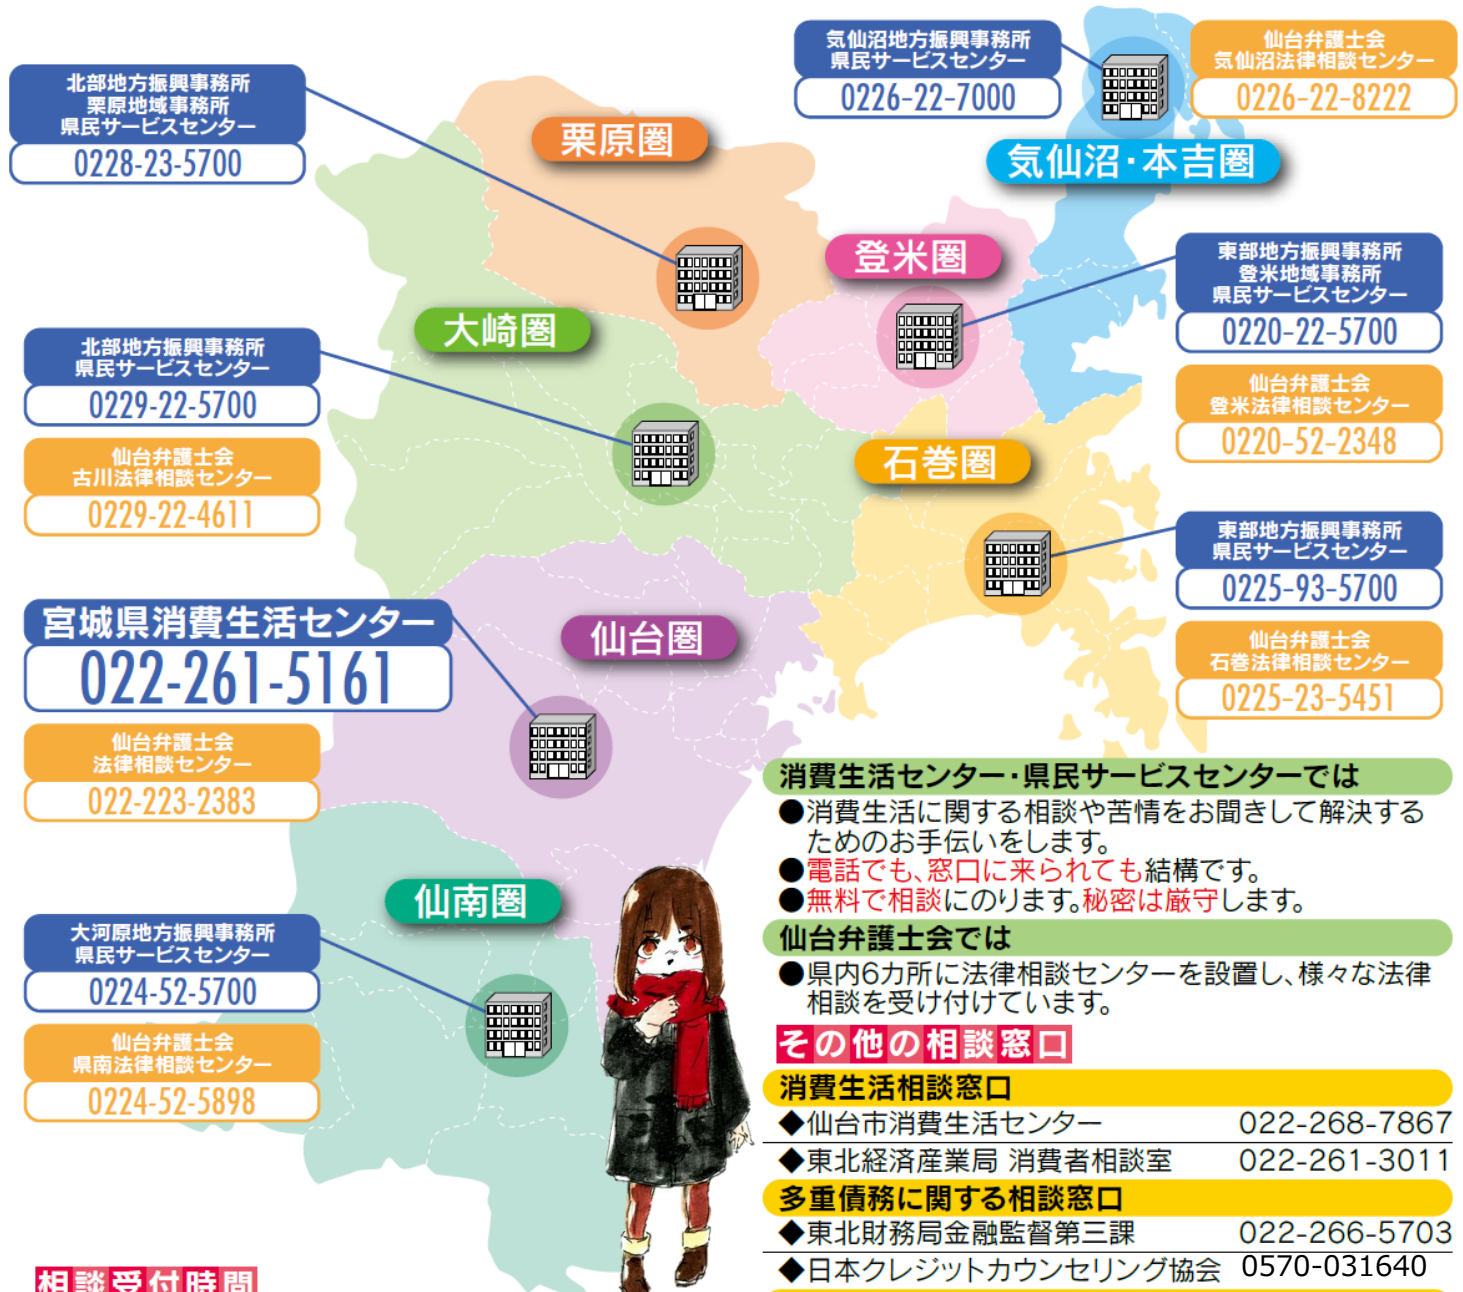 気仙沼地方振興事務所
県民サービスセンター
0226-22-7000
仙台弁護士会
気仙沼法律相談センター
0226-22-8222
北部地方振興事務所
栗原地域事務所
県民サービスセンター
0228-23-5700
栗原圏
気仙沼・本吉圏
登米圏
東部地方振興事務所
登米地域事務所
県民サービスセンター
0220-22-5700
大崎圏
北部地方振興事務所
県民サービスセンター
0229-22-5700
仙台弁護士会
登米法律相談センター
0220-52-2348
仙台弁護士会
古川法律相談センター
0229-22-4611
石巻圏
東部地方振興事務所
県民サービスセンター
0225-93-5700
宮城県消費生活センター
022-261-5161
仙台圏
仙台弁護士会
石巻法律相談センター
0225-23-5451
仙台弁護士会
法律相談センター
022-223-2383
仙南圏
大河原地方振興事務所
県民サービスセンター
0224-52-5700
仙台弁護士会
県南法律相談センター
0224-52-5898
消費生活センター・県民サービスセンターでは
●消費生活に関する相談や苦情をお聞きして解決する
ためのお手伝いをします。
●電話でも、窓口に来られても結構です。
●無料で相談にのります。秘密は厳守します。
仙台弁護士会では
●県内6カ所に法律相談センターを設置し、様々な法律
相談を受け付けています。
その他の相談窓口
消費生活相談窓口
◆仙台市消費生活センター 022-268-7867
◆東北経済産業局 消費者相談室 022-261-3011
多重債務に関する相談窓口
◆東北財務局金融監督第三課 022-266-5703
◆日本クレジットカウンセリング協会 0570-031640
相談受付時間